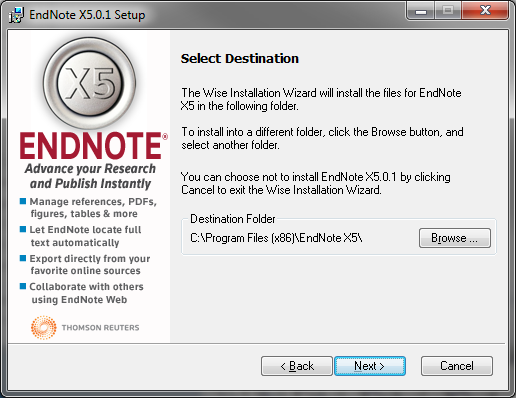 EndNote X5.0.1 Setup
X5
ENDNOTE®
Advance your Research
and Publish Instantly
Manage references, PDFs,
figures, tables & more
Let EndNote locate full
text automatically
Export directly from your
favorite online sources
Collaborate with others
using EndNote Web
THOMSON REUTERS
Select Destination
The Wise Installation Wizard will install the files for EndNote
X5 in the following folder.
To install into a different folder, click the Browse button, and
select another folder.
You can choose not to install EndNote X5.0.1 by clicking
Cancel to exit the Wise Installation Wizard.
Destination Folder
C:\Program Files (x86)\EndNote X5\
Browse ...
< Back
Next >
Cancel